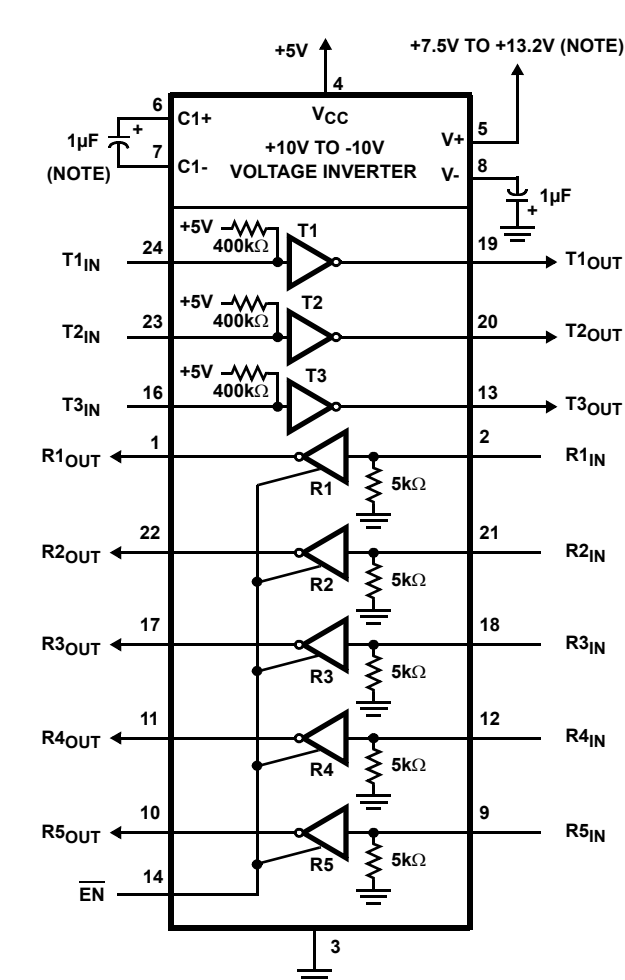 +5V
+7.5V TO +13.2V (NOTE)
4
6
C1+
VCC
+
1µF
(NOTE)
7
C1-
+10V TO -10V
VOLTAGE INVERTER
V+
5
V-
8
1µF
+
+5V
400kΩ
T1
T1IN
24
19
T1OUT
+5V
400kΩ
T2
T2IN
23
20
T2OUT
+5V
400kΩ
T3
T3IN
16
13
T3OUT
R1OUT
1
2
R1IN
R1
5kΩ
R2OUT
22
21
R2IN
R2
5kΩ
R3OUT
17
18
R3IN
R3
5kΩ
R4OUT
11
12
R4IN
R4
5kΩ
R5OUT
10
9
R5IN
R5
5kΩ
14
EN
3